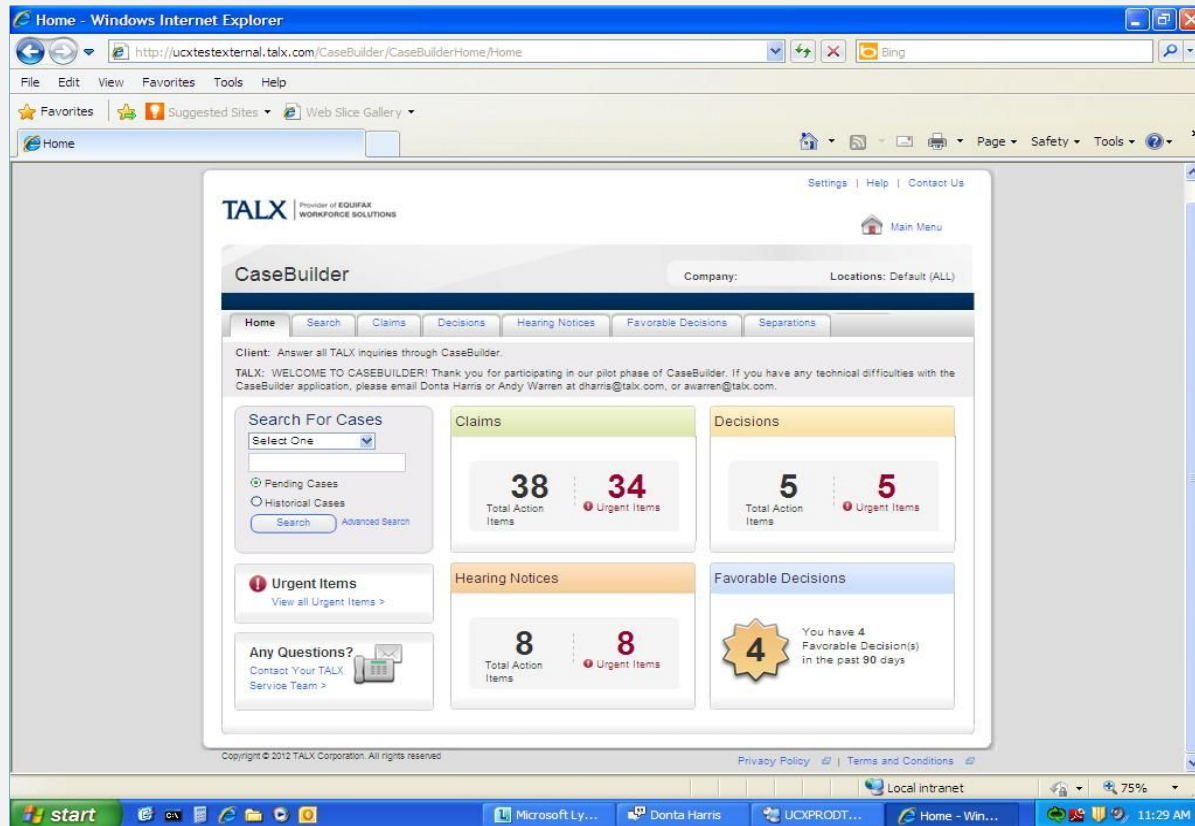 Home - Windows Internet Explorer
http://ucxtestexternal.talx.com/CaseBuilder/CaseBuilderHome/Home
Bing
File Edit View Favorites Tools Help
Favorites Suggested Sites Web Slice Gallery
Home Page Safety Tools
Settings | Help | Contact Us
TALX Provider of EQUIFAX
WORKFORCE SOLUTIONS
Main Menu
CaseBuilder Company: Locations: Default (ALL)
Home Search Claims Decisions Hearing Notices Favorable Decisions Separations
Client: Answer all TALX inquiries through CaseBuilder.
TALX: WELCOME TO CASEBUILDER! Thank you for participating in our pilot phase of CaseBuilder. If you have any technical difficulties with the
CaseBuilder application, please email Donta Harris or Andy Warren at dharris@talx.com, or awarren@talx.com.
Search For Cases
Select One
Pending Cases
Historical Cases
Search Advanced Search
Claims
38 34
Total Action
Items
! Urgent Items
Decisions
5 5
Total Action
Items
! Urgent Items
! Urgent Items
View all Urgent Items >
Any Questions?
Contact Your TALX
Service Team >
Hearing Notices
8 8
Total Action
Items
! Urgent Items
Favorable Decisions
4
You have 4
Favorable Decision(s)
in the past 90 days
Copyright © 2012 TALX Corporation. All rights reserved
Privacy Policy | Terms and Conditions
Local intranet 75%
start Microsoft Ly... Donta Harris UCXPRODT... Home - Win... 11:29 AM